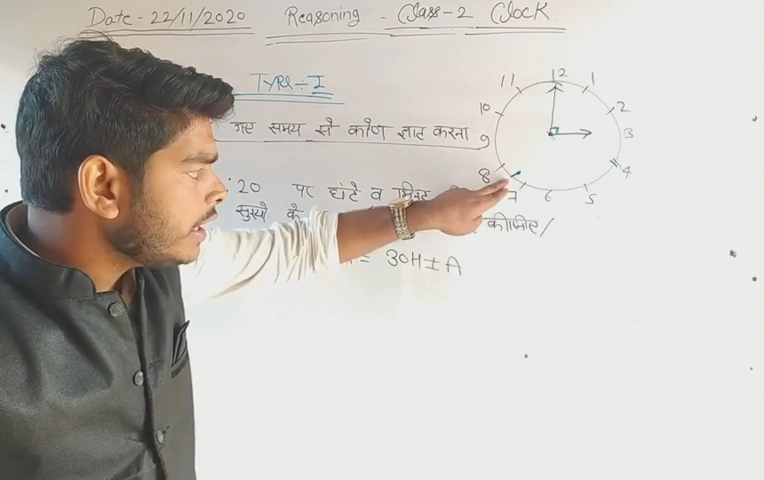 Date - 22/11/2020 Reasoning - Class-2 Clock
TYPE - I
गए समय से कोण ज्ञात करना
20 पर घंटे व मिनट
सुइयो के कीजिए/
= 30H ± A
12
11 1
10 2
9 3
8 4
7 6 5